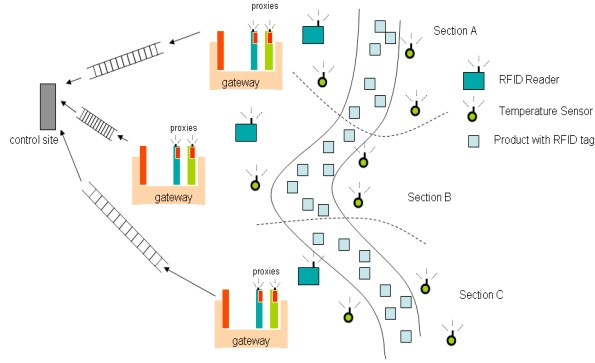 proxies
Section A
gateway
RFID Reader
Temperature Sensor
control site
proxies
Product with RFID tag
gateway
Section B
proxies
Section C
gateway